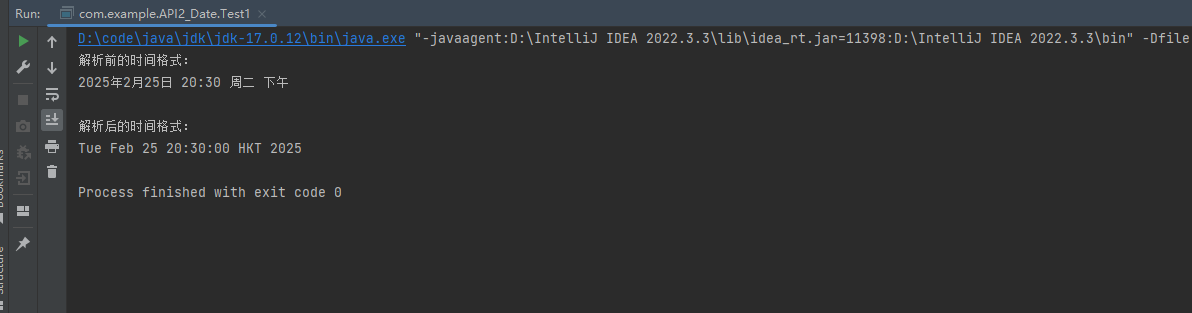 Run: com.example.API2_Date.Test1
D:\code\java\jdk\jdk-17.0.12\bin\java.exe "-javaagent:D:\IntelliJ IDEA 2022.3.3\lib\idea_rt.jar=11398:D:\IntelliJ IDEA 2022.3.3\bin" -Dfile
解析前的时间格式：
2025年2月25日 20:30 周二 下午
解析后的时间格式：
Tue Feb 25 20:30:00 HKT 2025
Process finished with exit code 0